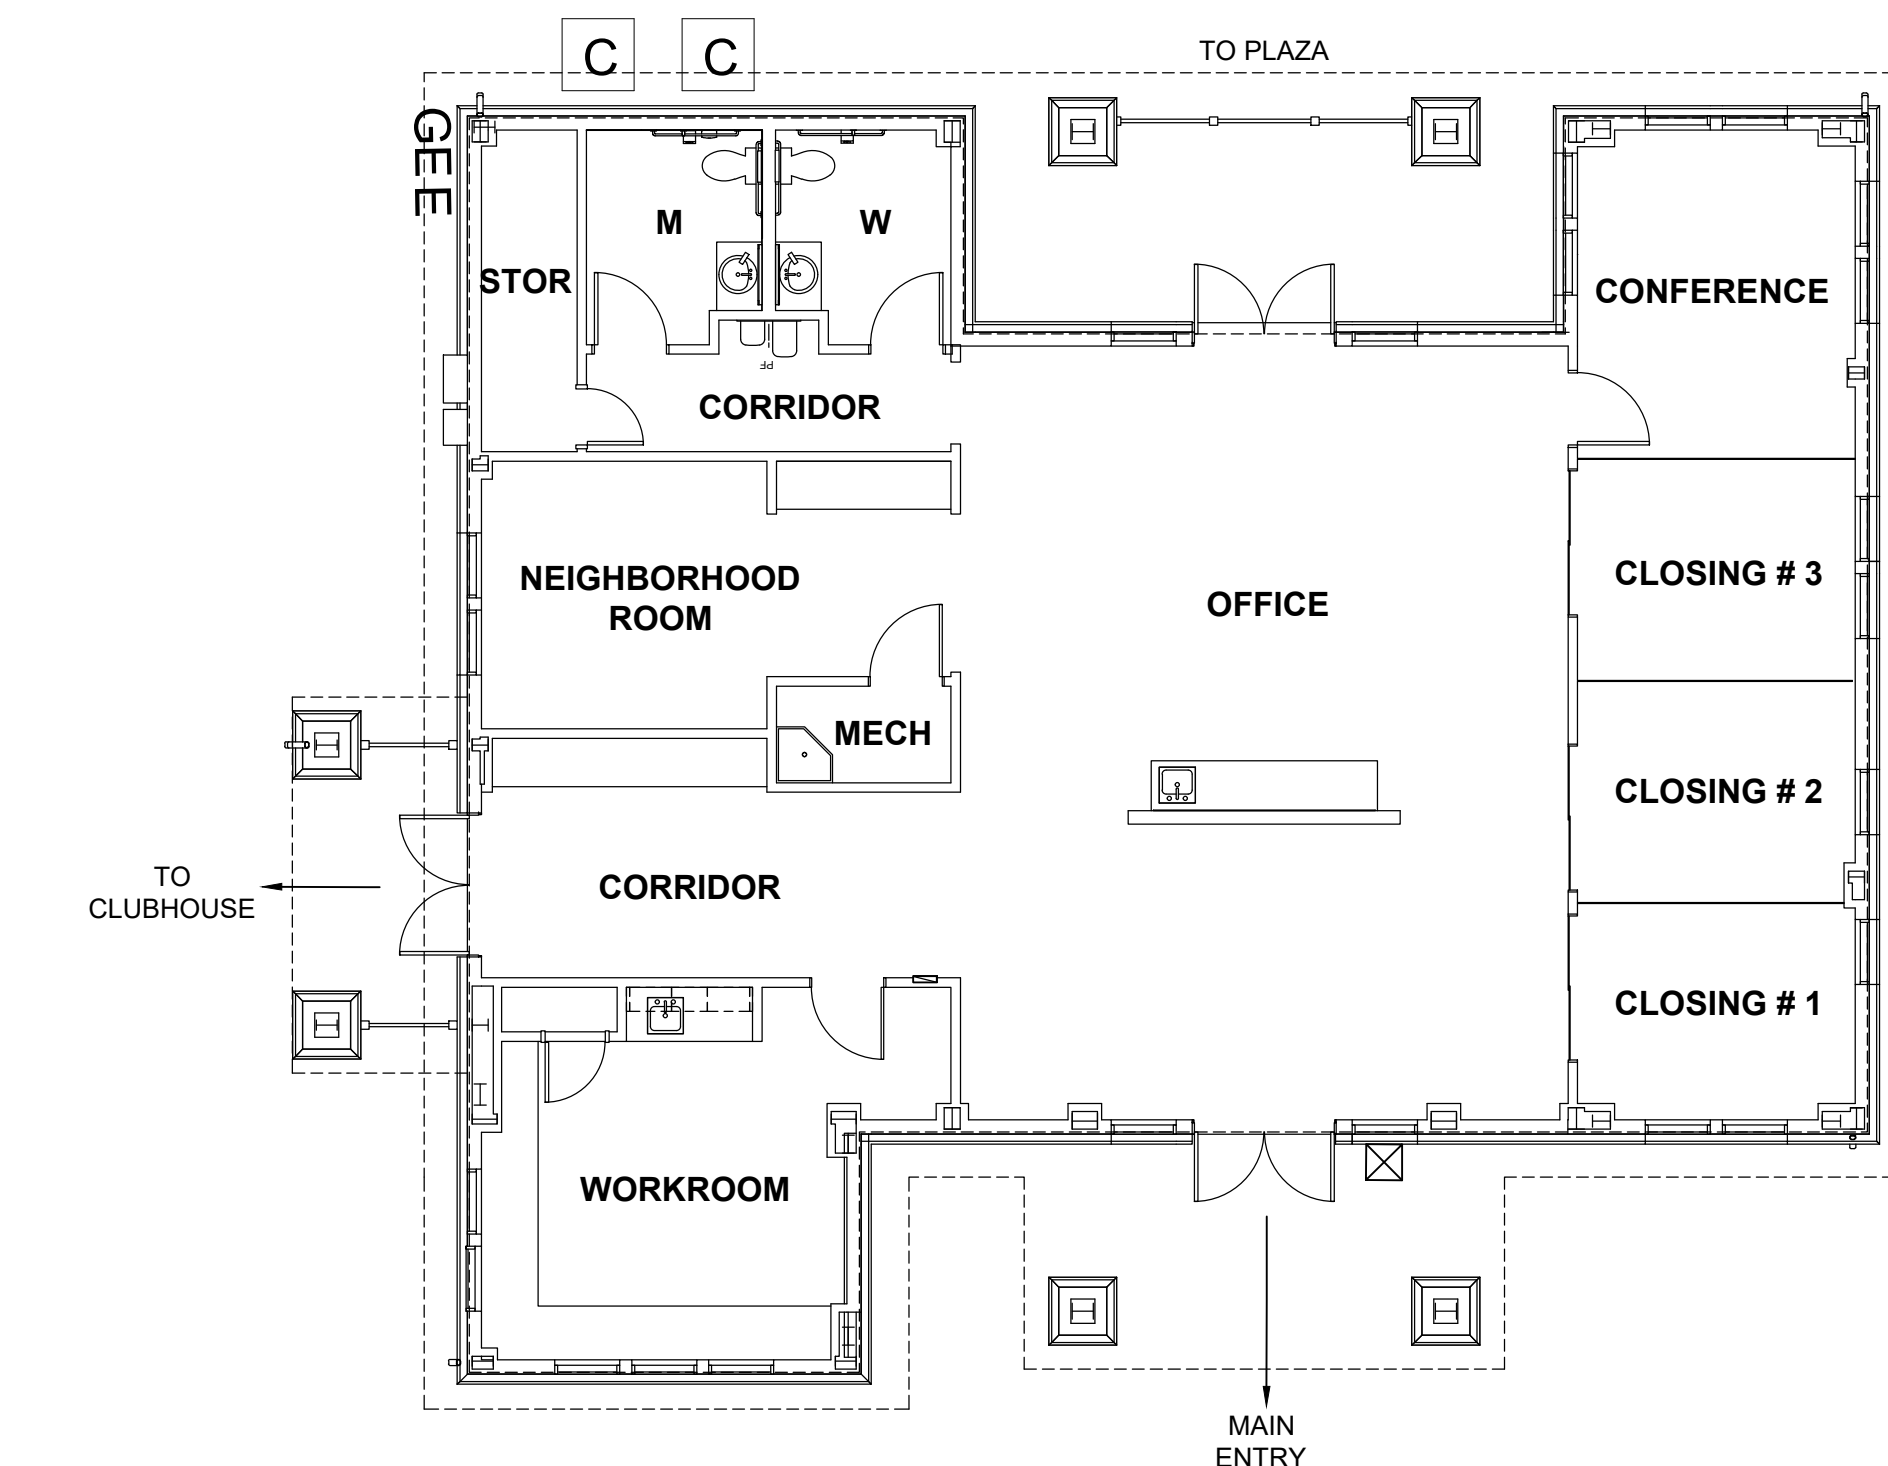 C C
TO PLAZA
GEE
M
W
STOR
CONFERENCE
PF
CORRIDOR
NEIGHBORHOOD
ROOM
OFFICE
CLOSING # 3
MECH
CLOSING # 2
TO
CLUBHOUSE
CORRIDOR
CLOSING # 1
WORKROOM
MAIN
ENTRY